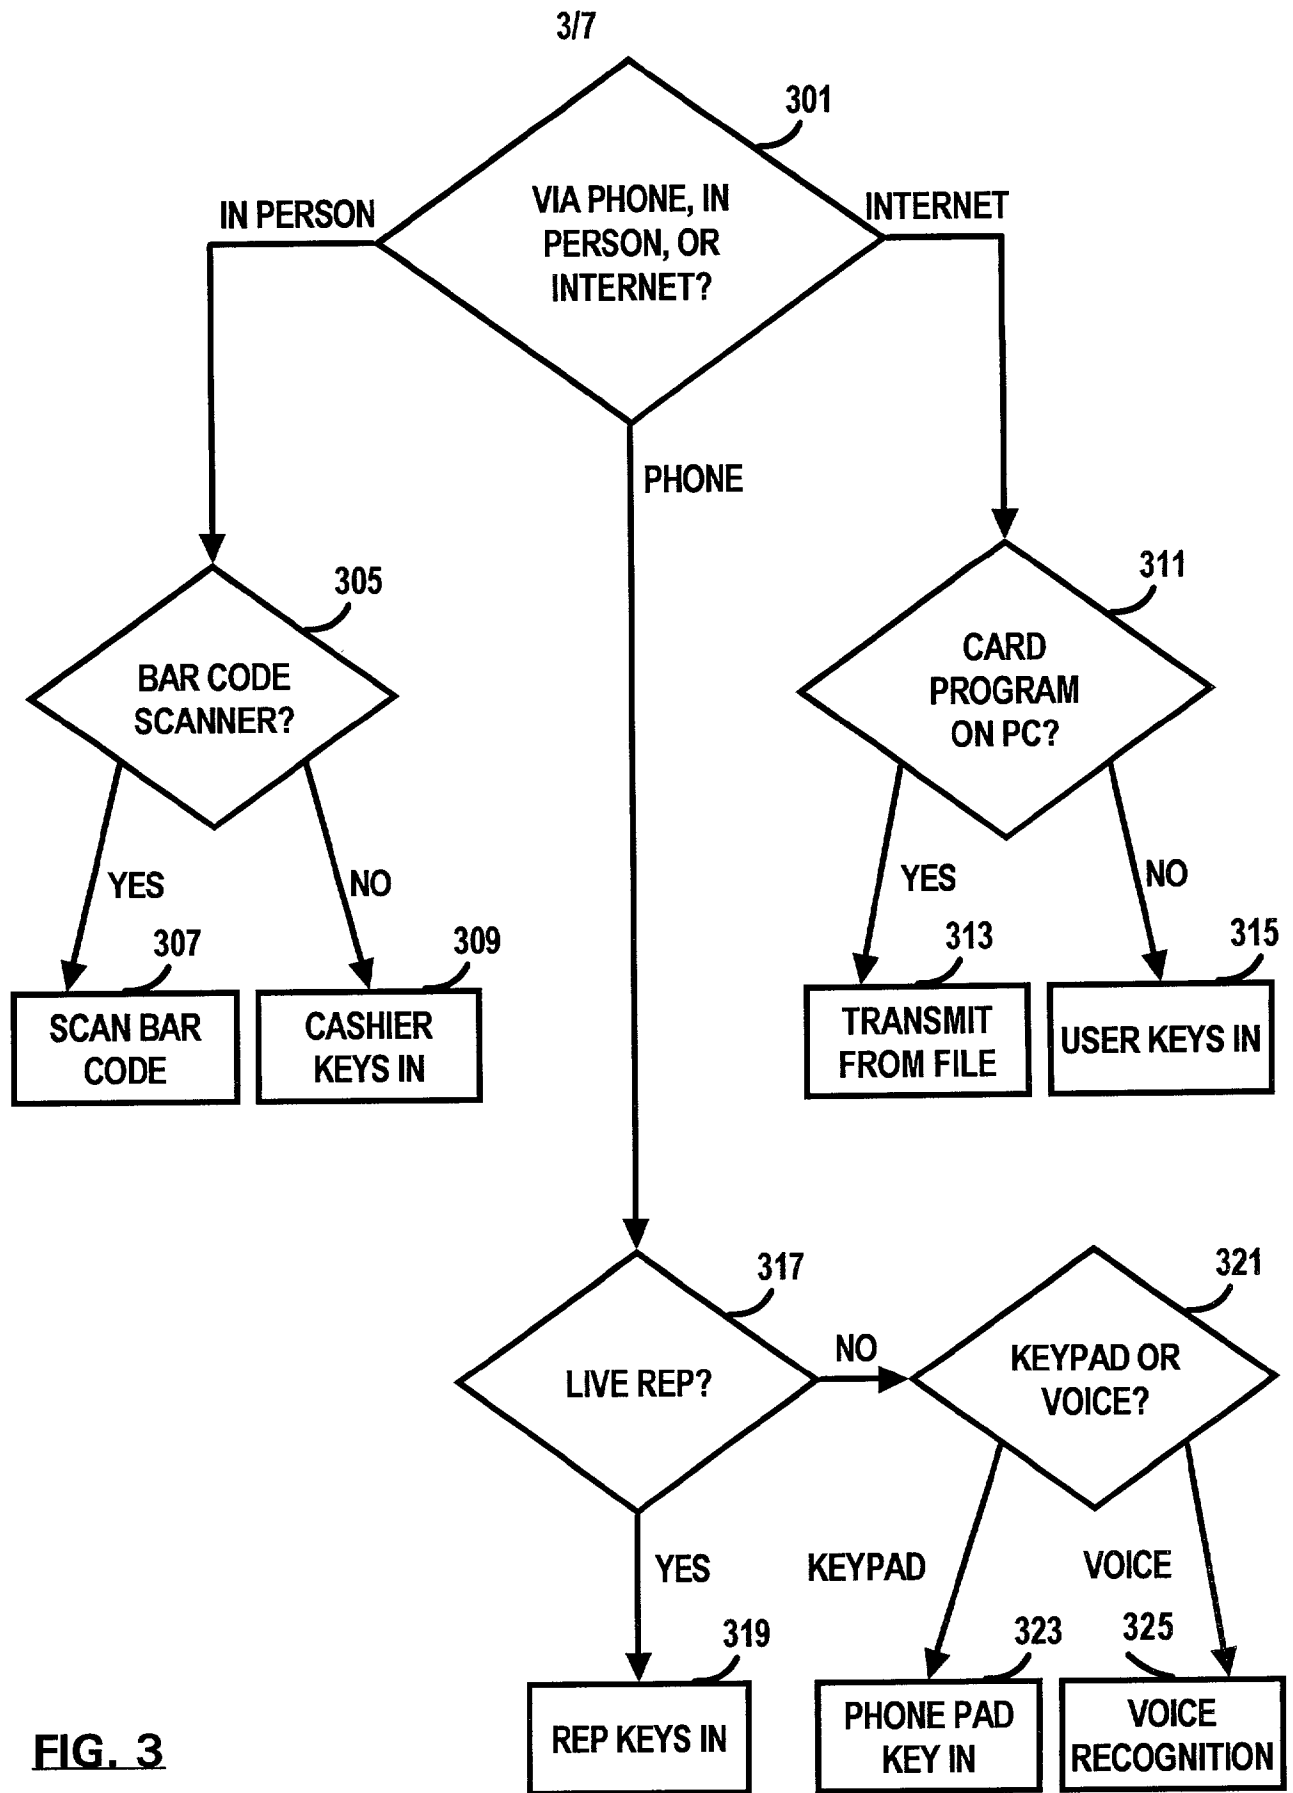 3/7
301
IN PERSON
VIA PHONE, IN
PERSON, OR
INTERNET?
INTERNET
PHONE
305
BAR CODE
SCANNER?
311
CARD
PROGRAM
ON PC?
YES
NO
YES
NO
307
309
313
315
SCAN BAR
CODE
CASHIER
KEYS IN
TRANSMIT
FROM FILE
USER KEYS IN
317
LIVE REP?
NO
321
KEYPAD OR
VOICE?
YES
KEYPAD
VOICE
319
323
325
REP KEYS IN
PHONE PAD
KEY IN
VOICE
RECOGNITION
FIG. 3